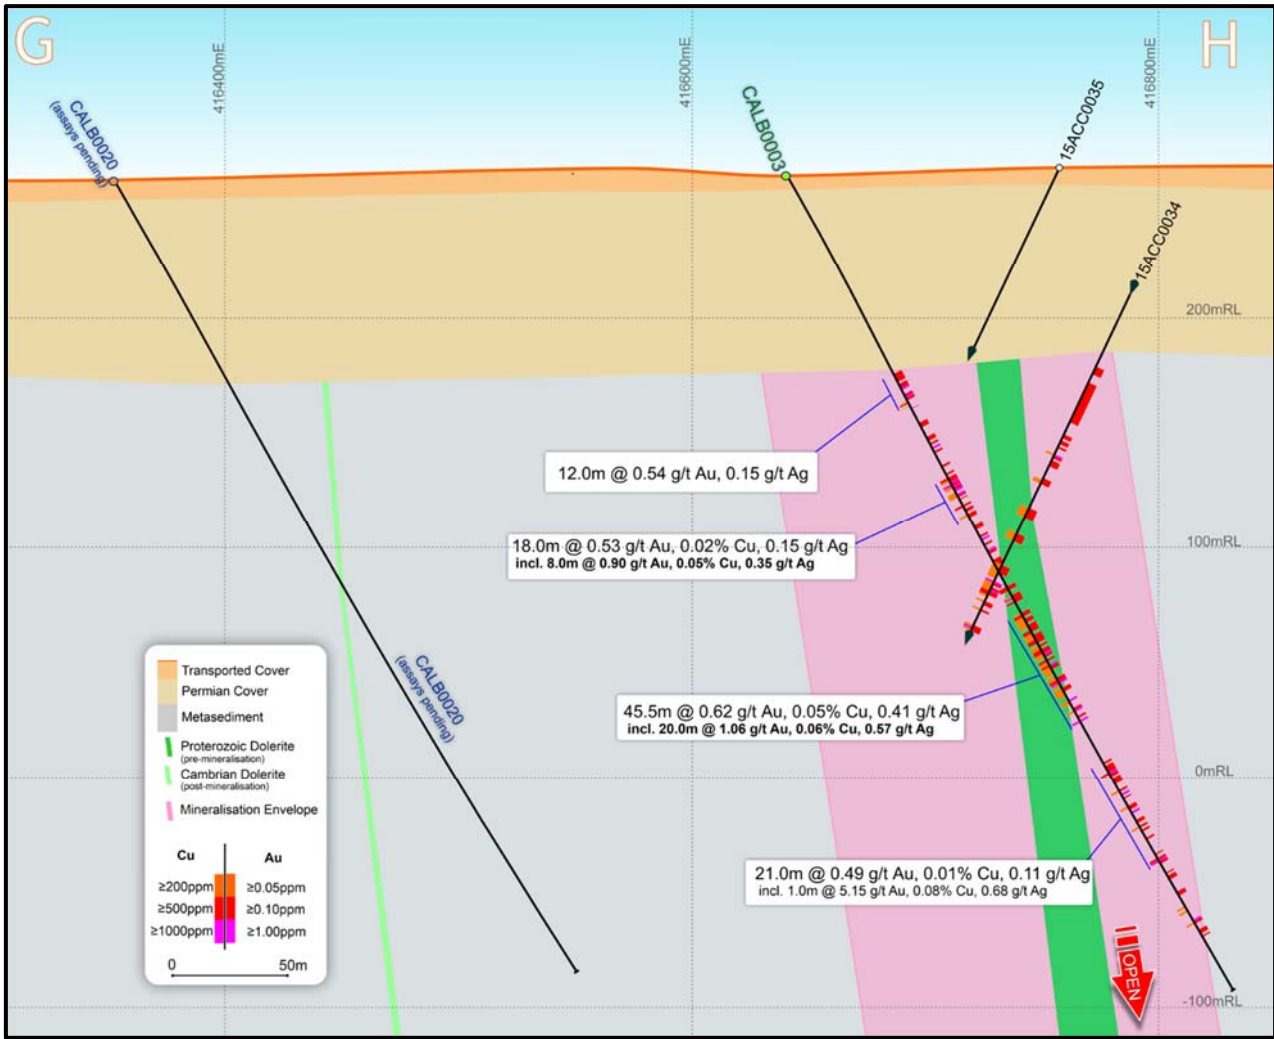 G
H
416400mE
416600mE
416800mE
CALB0020
(assays pending)
CALB0003
15ACC0035
15ACC0034
200mRL
12.0m @ 0.54 g/t Au, 0.15 g/t Ag
18.0m @ 0.53 g/t Au, 0.02% Cu, 0.15 g/t Ag
incl. 8.0m @ 0.90 g/t Au, 0.05% Cu, 0.35 g/t Ag
100mRL
CALB0020
(assays pending)
45.5m @ 0.62 g/t Au, 0.05% Cu, 0.41 g/t Ag
incl. 20.0m @ 1.06 g/t Au, 0.06% Cu, 0.57 g/t Ag
0mRL
21.0m @ 0.49 g/t Au, 0.01% Cu, 0.11 g/t Ag
incl. 1.0m @ 5.15 g/t Au, 0.08% Cu, 0.68 g/t Ag
OPEN
-100mRL
Transported Cover
Permian Cover
Metasediment
Proterozoic Dolerite
(pre-mineralisation)
Cambrian Dolerite
(post-mineralisation)
Mineralisation Envelope
Cu Au
≥200ppm ≥0.05ppm
≥500ppm ≥0.10ppm
≥1000ppm ≥1.00ppm
0 50m